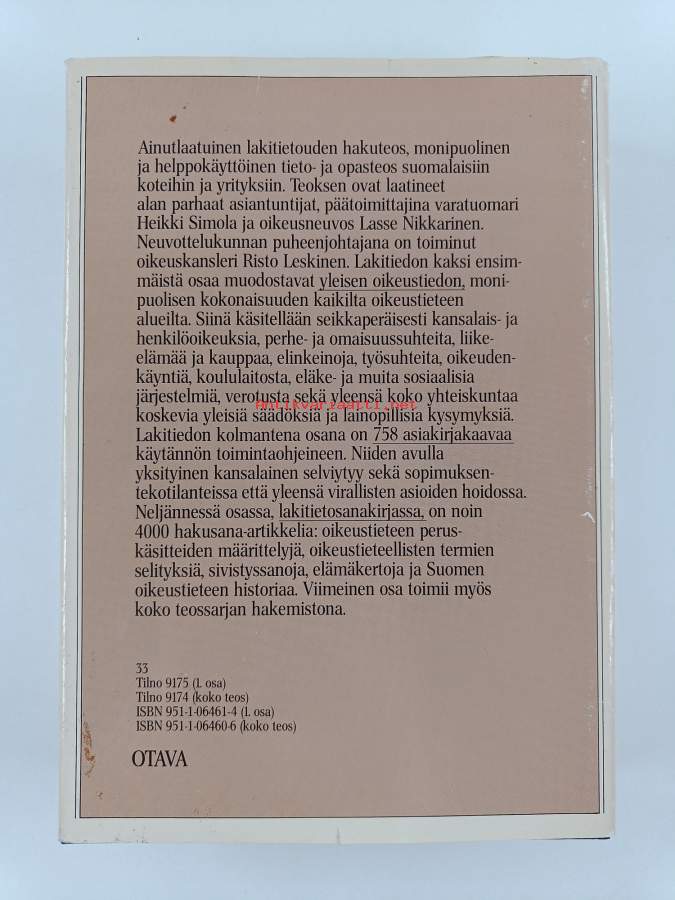 Ainutlaatuinen lakitietouden hakuteos, monipuolinen
ja helppokäyttöinen tieto- ja opasteos suomalaisiin
koteihin ja yrityksiin. Teoksen ovat laatineet
alan parhaat asiantuntijat, päätoimittajina varatuomari
Heikki Simola ja oikeusneuvos Lasse Nikkarinen.
Neuvottelukunnan puheenjohtajana on toiminut
oikeuskansleri Risto Leskinen. Lakitiedon kaksi ensim-
mäistä osaa muodostavat yleisen oikeustiedon, moni-
puolisen kokonaisuuden kaikilta oikeustieteen
alueilta. Siinä käsitellään seikkaperäisesti kansalais- ja
henkilöoikeuksia, perhe- ja omaisuussuhteita, liike-
elämää ja kauppaa, elinkeinoja, työsuhteita, oikeuden-
käyntiä, koululaitosta, eläke- ja muita sosiaalisia
järjestelmiä, verotusta sekä yleensä koko yhteiskuntaa
Antikvariaatti.net
koskevia yleisiä säädöksiä ja lainopillisia kysymyksiä.
Lakitiedon kolmantena osana on 758 asiakirjakaavaa
käytännön toimintaohjeineen. Niiden avulla
yksityinen kansalainen selviytyy sekä sopimuksen-
tekotilanteissa että yleensä virallisten asioiden hoidossa.
Neljännessä osassa, lakitietosanakirjassa, on noin
4000 hakusana-artikkelia: oikeustieteen perus-
käsitteiden määrittelyjä, oikeustieteellisten termien
selityksiä, sivistyssanoja, elämäkertoja ja Suomen
oikeustieteen historiaa. Viimeinen osa toimii myös
koko teossarjan hakemistona.
33
Tilno 9175 (1. osa)
Tilno 9174 (koko teos)
ISBN 951-1-06461-4 (1. osa)
ISBN 951-1-06460-6 (koko teos)
OTAVA